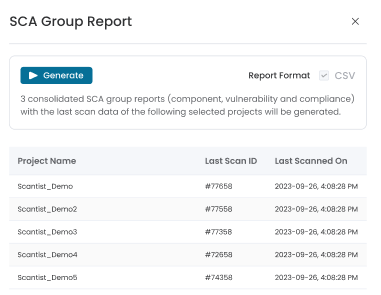 SCA Group Report
Generate Report Format CSV
3 consolidated SCA group reports (component, vulnerability and compliance)
with the last scan data of the following selected projects will be generated.
Project Name Last Scan ID Last Scanned On
Scantist_Demo #77658 2023-09-26, 4:08:28 PM
Scantist_Demo2 #77558 2023-09-26, 4:08:28 PM
Scantist_Demo3 #77358 2023-09-26, 4:08:28 PM
Scantist_Demo4 #72658 2023-09-26, 4:08:28 PM
Scantist_Demo5 #74358 2023-09-26, 4:08:28 PM